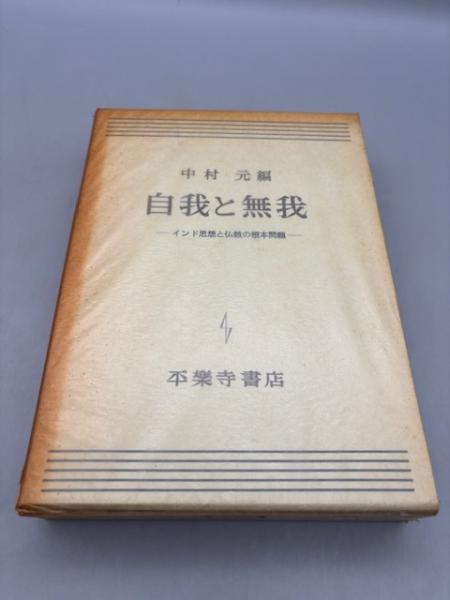 中村 元編
自我と無我
―インド思想と仏教の根本問題―
平樂寺書店